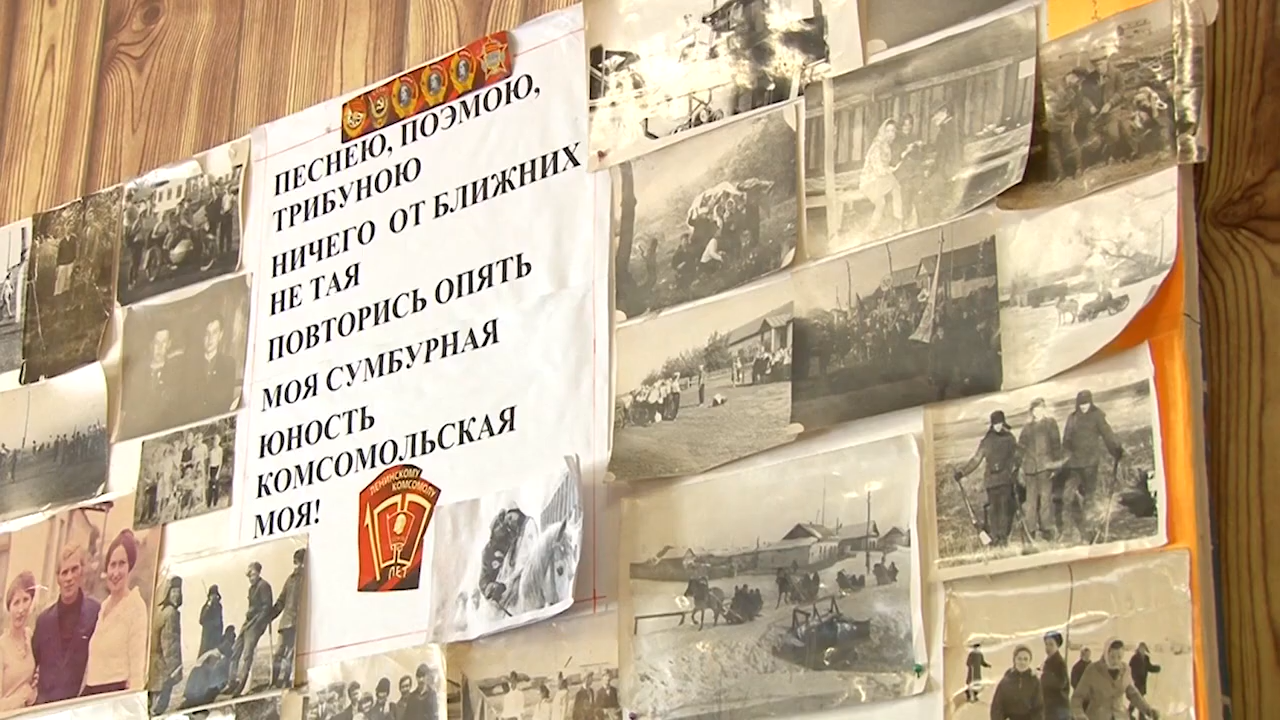 ПЕСНЕЮ, ПОЭМОЮ,
ТРИБУНОЮ
НИЧЕГО ОТ БЛИЖНИХ
НЕ ТАЯ
ПОВТОРИСЬ ОПЯТЬ
МОЯ СУМБУРНАЯ
ЮНОСТЬ
КОМСОМОЛЬСКАЯ
МОЯ!
ЛЕНИНСКОМУ
КОМСОМОЛУ
ЛЕТ